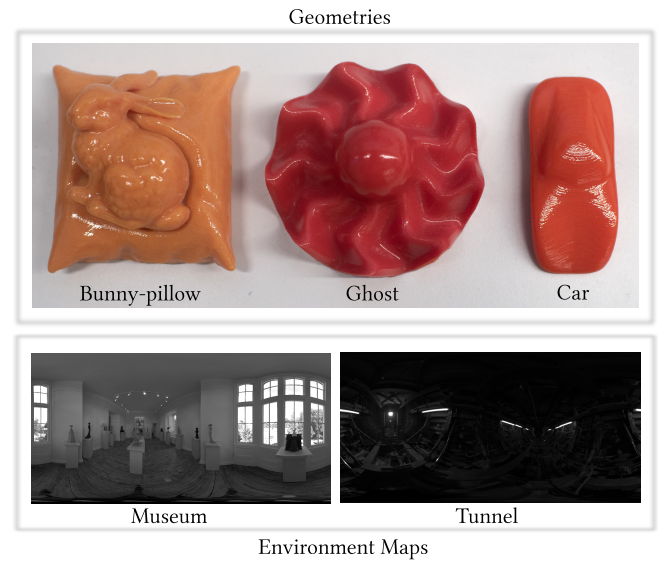 Geometries
Bunny-pillow
Ghost
Car
Museum
Tunnel
Environment Maps